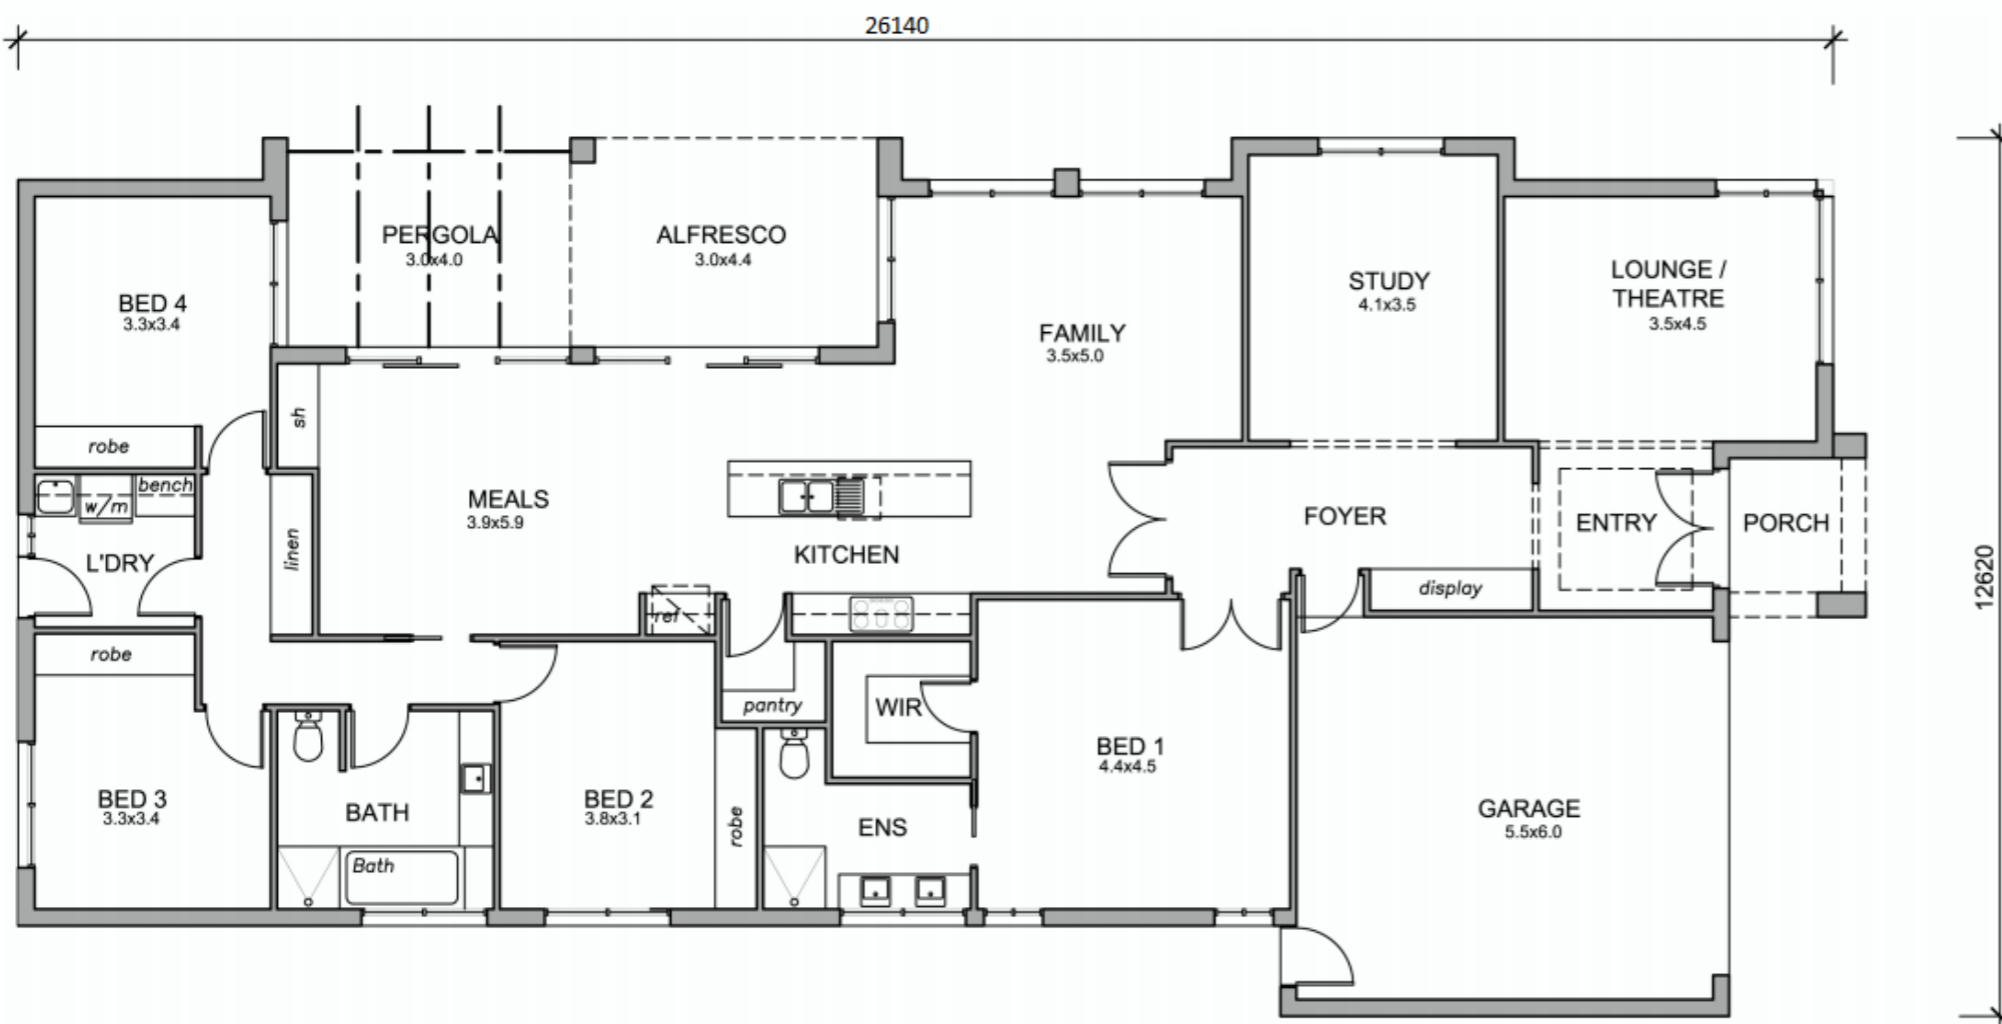 26140
PERGOLA
3.0x4.0
ALFRESCO
3.0x4.4
BED 4
3.3x3.4
FAMILY
3.5x5.0
STUDY
4.1x3.5
LOUNGE /
THEATRE
3.5x4.5
robe
sh
bench
w/m
L'DRY
linen
MEALS
3.9x5.9
KITCHEN
FOYER
ENTRY
PORCH
display
12620
ref
robe
pantry
WIR
BED 1
4.4x4.5
BED 3
3.3x3.4
BATH
Bath
BED 2
3.8x3.1
robe
ENS
GARAGE
5.5x6.0